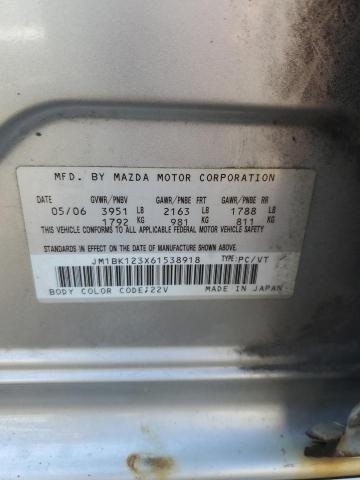 MFD. BY MAZDA MOTOR CORPORATION
DATE GVWR/PNBV GAWR/PNBE FRT GAWR/PNBE RR
05/06 3951 LB 2163 LB 1788 LB
1792 KG 981 KG 811 KG
THIS VEHICLE CONFORMS TO ALL APPLICABLE FEDERAL MOTOR VEHICLE SAFETY
STANDARDS IN EFFECT ON THE DATE OF MANUFACTURE SHOWN ABOVE.
JM1BK123X61538918 TYPE:PC/VT
BODY COLOR CODE:22V MADE IN JAPAN